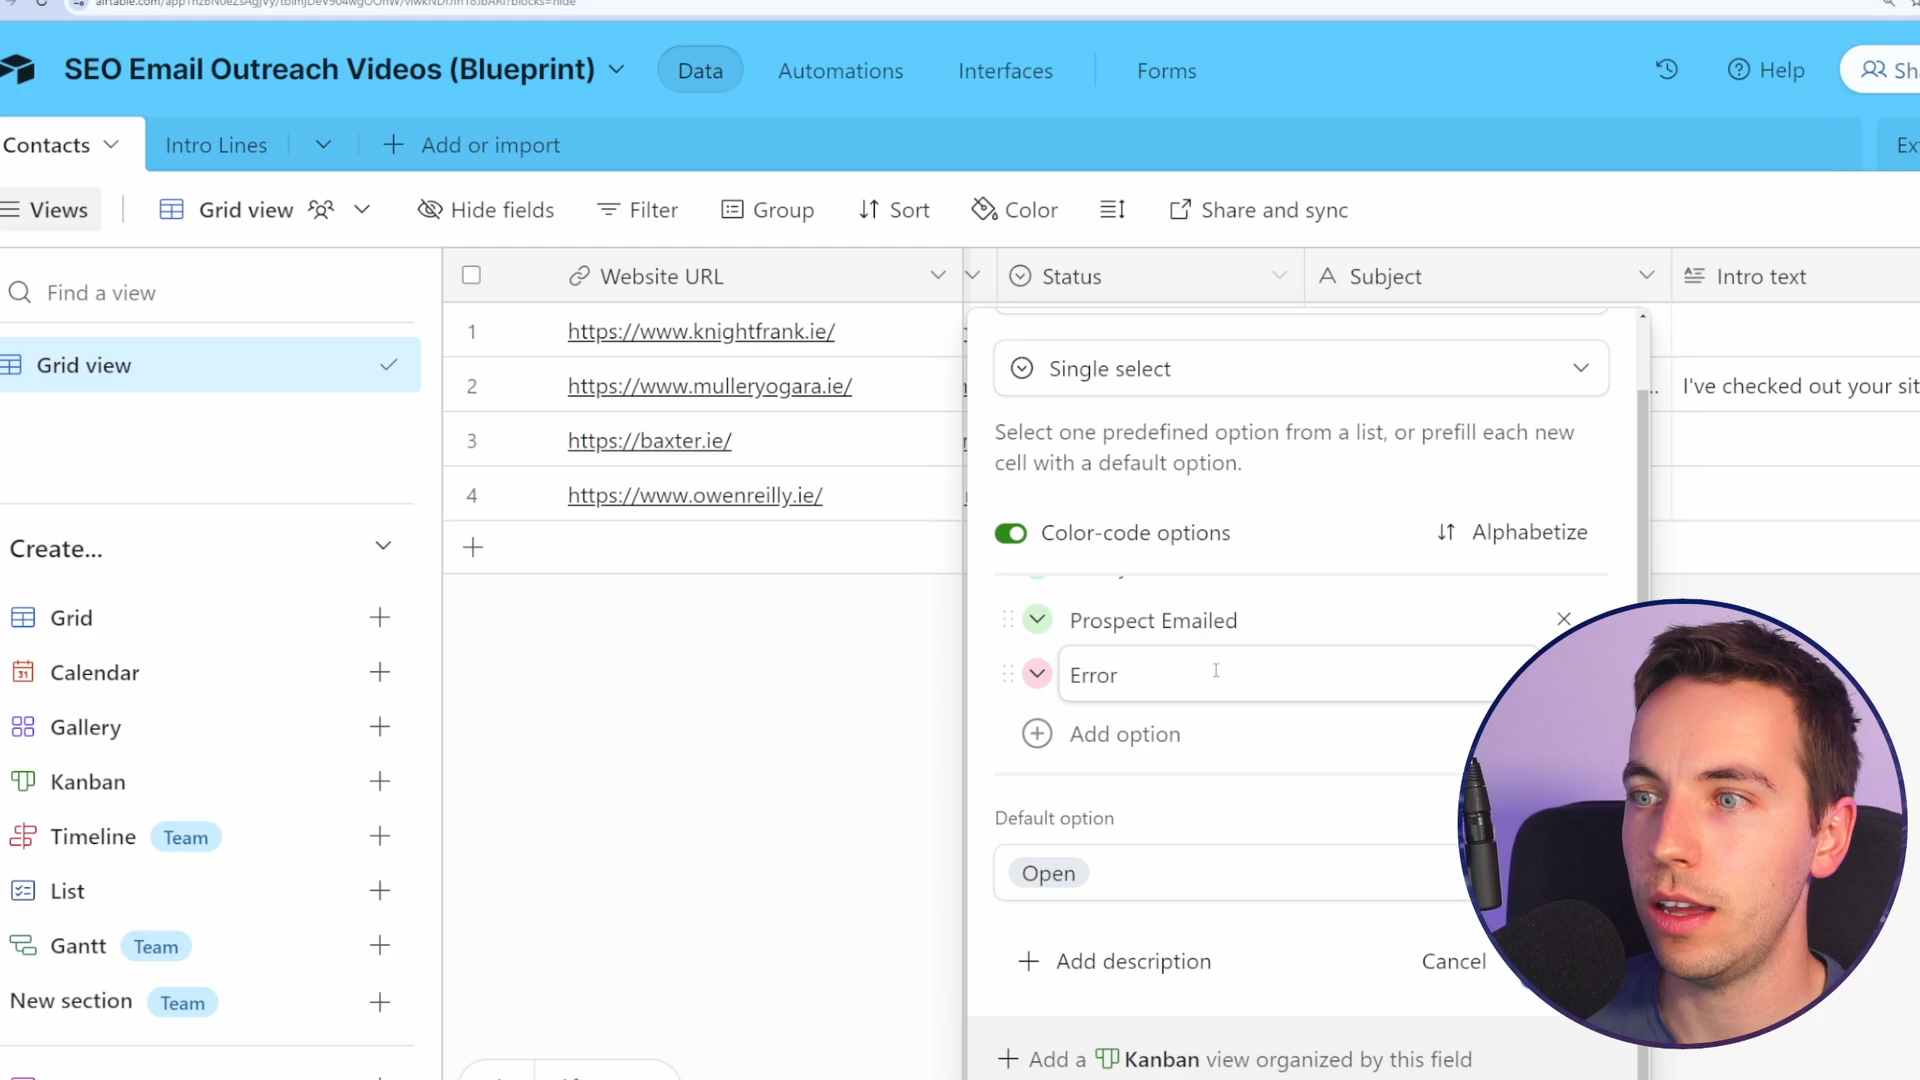 SEO Email Outreach Videos (Blueprint) Data Automations Interfaces Forms Help
Contacts Intro Lines Add or import
Views Grid view Hide fields Filter Group Sort Color Share and sync
Find a view
Grid view
Create...
Grid
Calendar
Gallery
Kanban
Timeline Team
List
Gantt Team
New section Team
Website URL Status Subject Intro text
1 https://www.knightfrank.ie/
2 https://www.mulleryogara.ie/ I've checked out your sit
3 https://baxter.ie/
4 https://www.owenreilly.ie/
Single select
Select one predefined option from a list, or prefill each new
cell with a default option.
Color-code options Alphabetize
Prospect Emailed
Error
Add option
Default option
Open
Add description Cancel
Add a Kanban view organized by this field